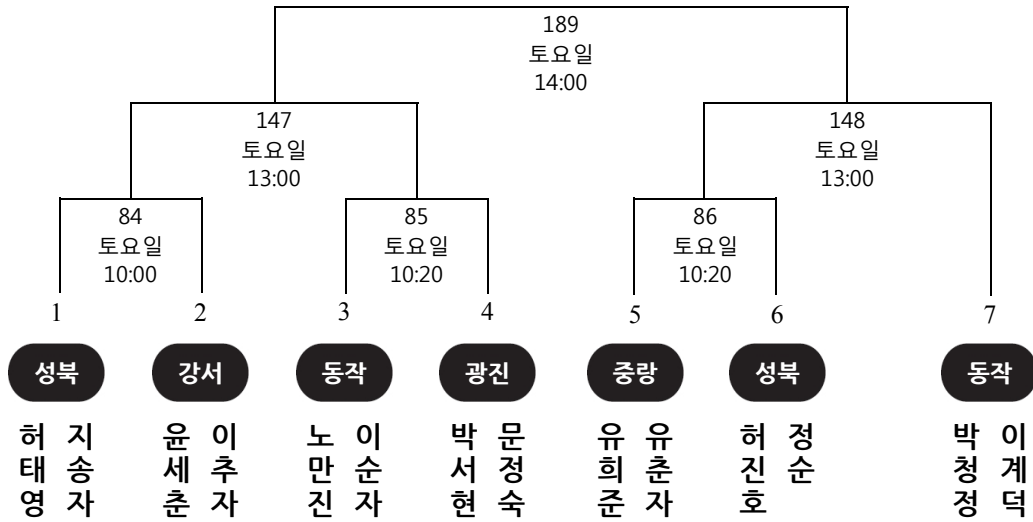 189
토요일
14:00
147
토요일
13:00
148
토요일
13:00
84
토요일
10:00
85
토요일
10:20
86
토요일
10:20
1 2 3 4 5 6 7
성북 강서 동작 광진 중랑 성북 동작
허 지 윤 이 노 이 박 문 유 유 허 정 박 이
태 송 세 추 만 순 서 정 희 춘 진 순 청 계
영 자 춘 자 진 자 현 숙 준 자 호 정 덕